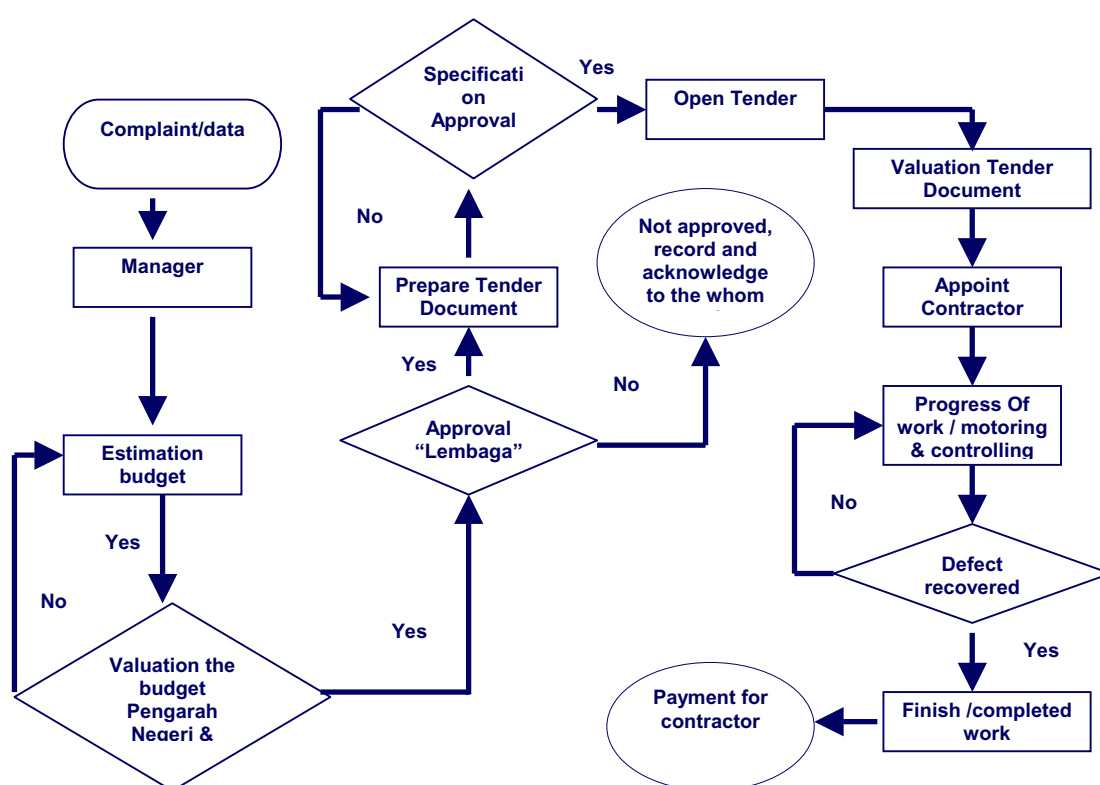 Complaint/data
Manager
Estimation
budget
Yes
No
Valuation the
budget
Pengarah
Negeri &
Yes
Approval
“Lembaga”
Yes
No
Not approved,
record and
acknowledge
to the whom
Prepare Tender
Document
No
Specificati
on
Approval
Yes
Open Tender
Valuation Tender
Document
Appoint
Contractor
Progress Of
work / motoring
& controlling
No
Defect
recovered
Yes
Finish /completed
work
Payment for
contractor